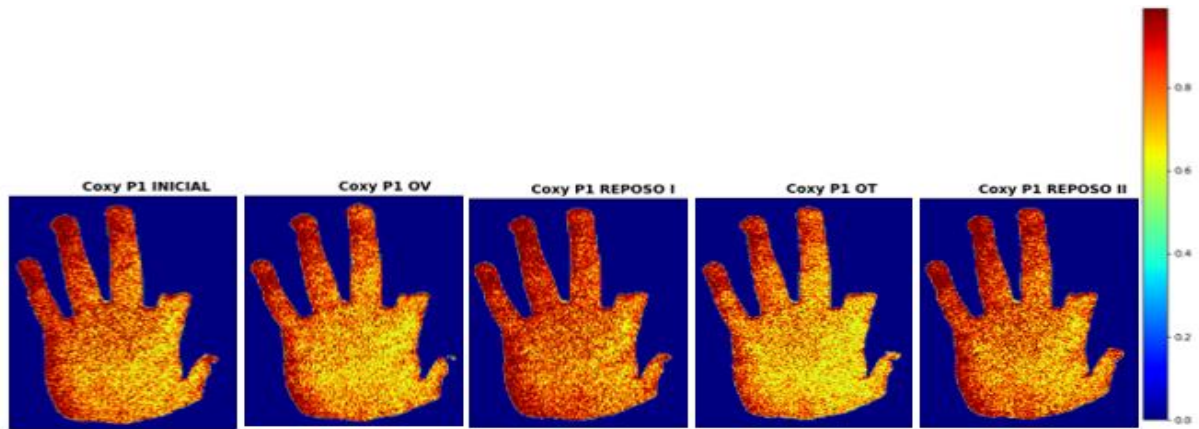 Coxy P1 INICIAL
Coxy P1 OV
Coxy P1 REPOSO I
Coxy P1 OT
Coxy P1 REPOSO II
0.8
0.6
0.4
0.2
0.0